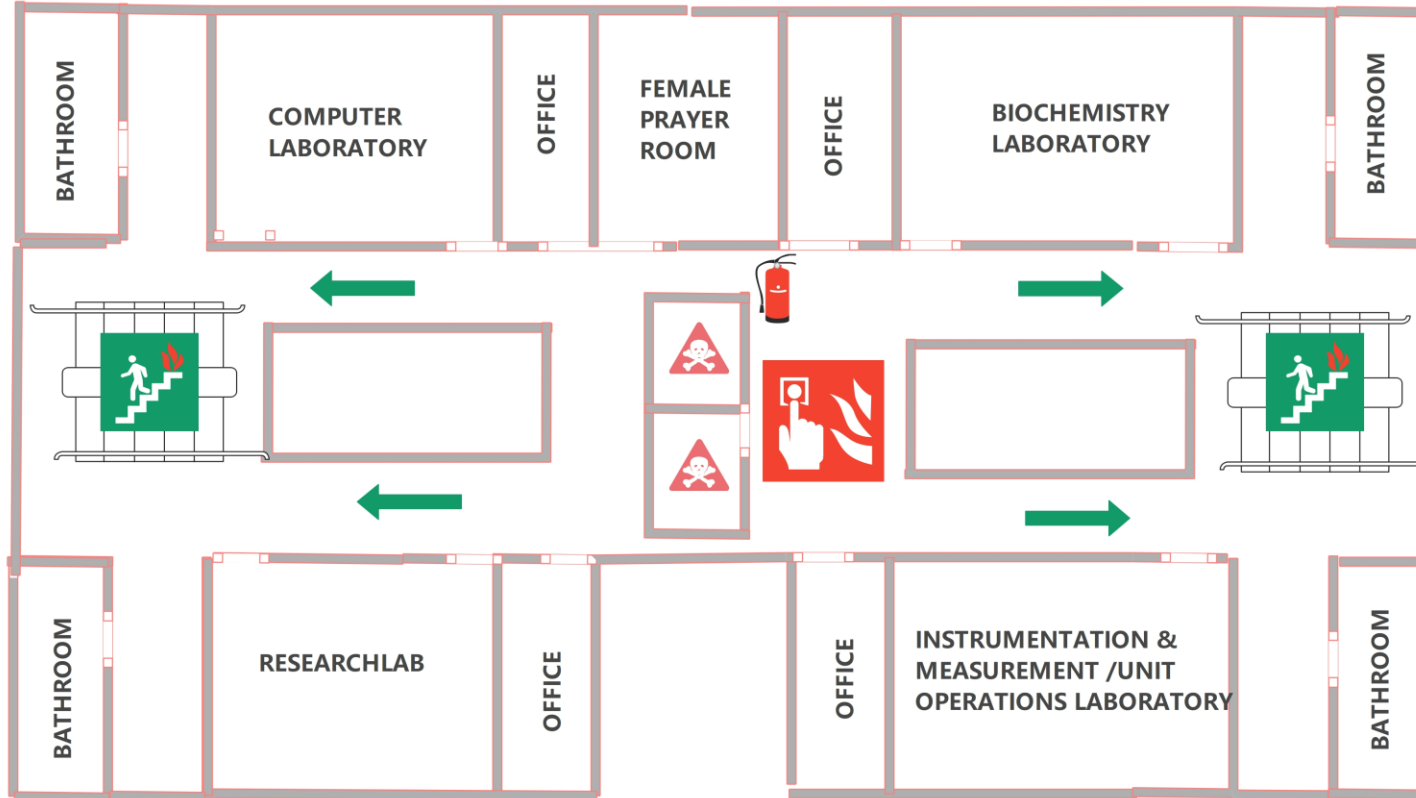 BATHROOM
COMPUTER
LABORATORY
OFFICE
FEMALE
PRAYER
ROOM
OFFICE
BIOCHEMISTRY
LABORATORY
BATHROOM
BATHROOM
RESEARCHLAB
OFFICE
OFFICE
INSTRUMENTATION &
MEASUREMENT /UNIT
OPERATIONS LABORATORY
BATHROOM